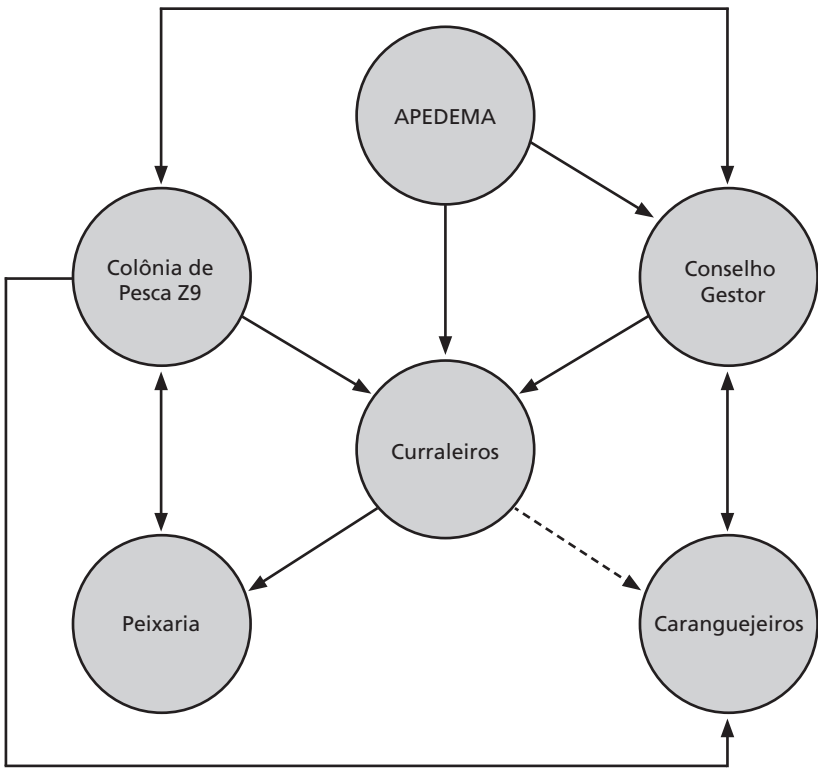 APEDEMA
Colônia de
Pesca Z9
Conselho
Gestor
Curraleiros
Peixaria
Caranguejeiros